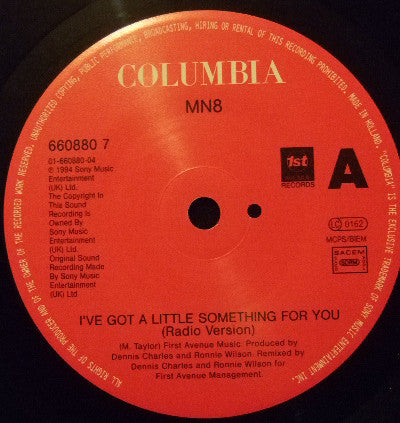 UNAUTHORIZED COPYING, PUBLIC PERFORMANCE, BROADCASTING, HIRING OR RENTAL OF THIS RECORDING PROHIBITED. MADE IN HOLLAND. "COLUMBIA" IS THE EXCLUSIVE TRADEMARK OF SONY MUSIC ENTERTAINMENT INC.
ALL RIGHTS OF THE PRODUCER AND OF THE OWNER OF THE RECORDED WORK RESERVED.
COLUMBIA
MN8
660880 7
01-660880-04
℗ 1994 Sony Music
Entertainment
(UK) Ltd.
The Copyright In
This Sound
Recording Is
Owned By
Sony Music
Entertainment
(UK) Ltd.
Original Sound
Recording Made
By Sony Music
Entertainment
(UK) Ltd
1st
RECORDS
A
LC 0162
MCPS/BIEM
SACEM
I'VE GOT A LITTLE SOMETHING FOR YOU
(Radio Version)
(M. Taylor) First Avenue Music. Produced by
Dennis Charles and Ronnie Wilson. Remixed by
Dennis Charles and Ronnie Wilson for
First Avenue Management.